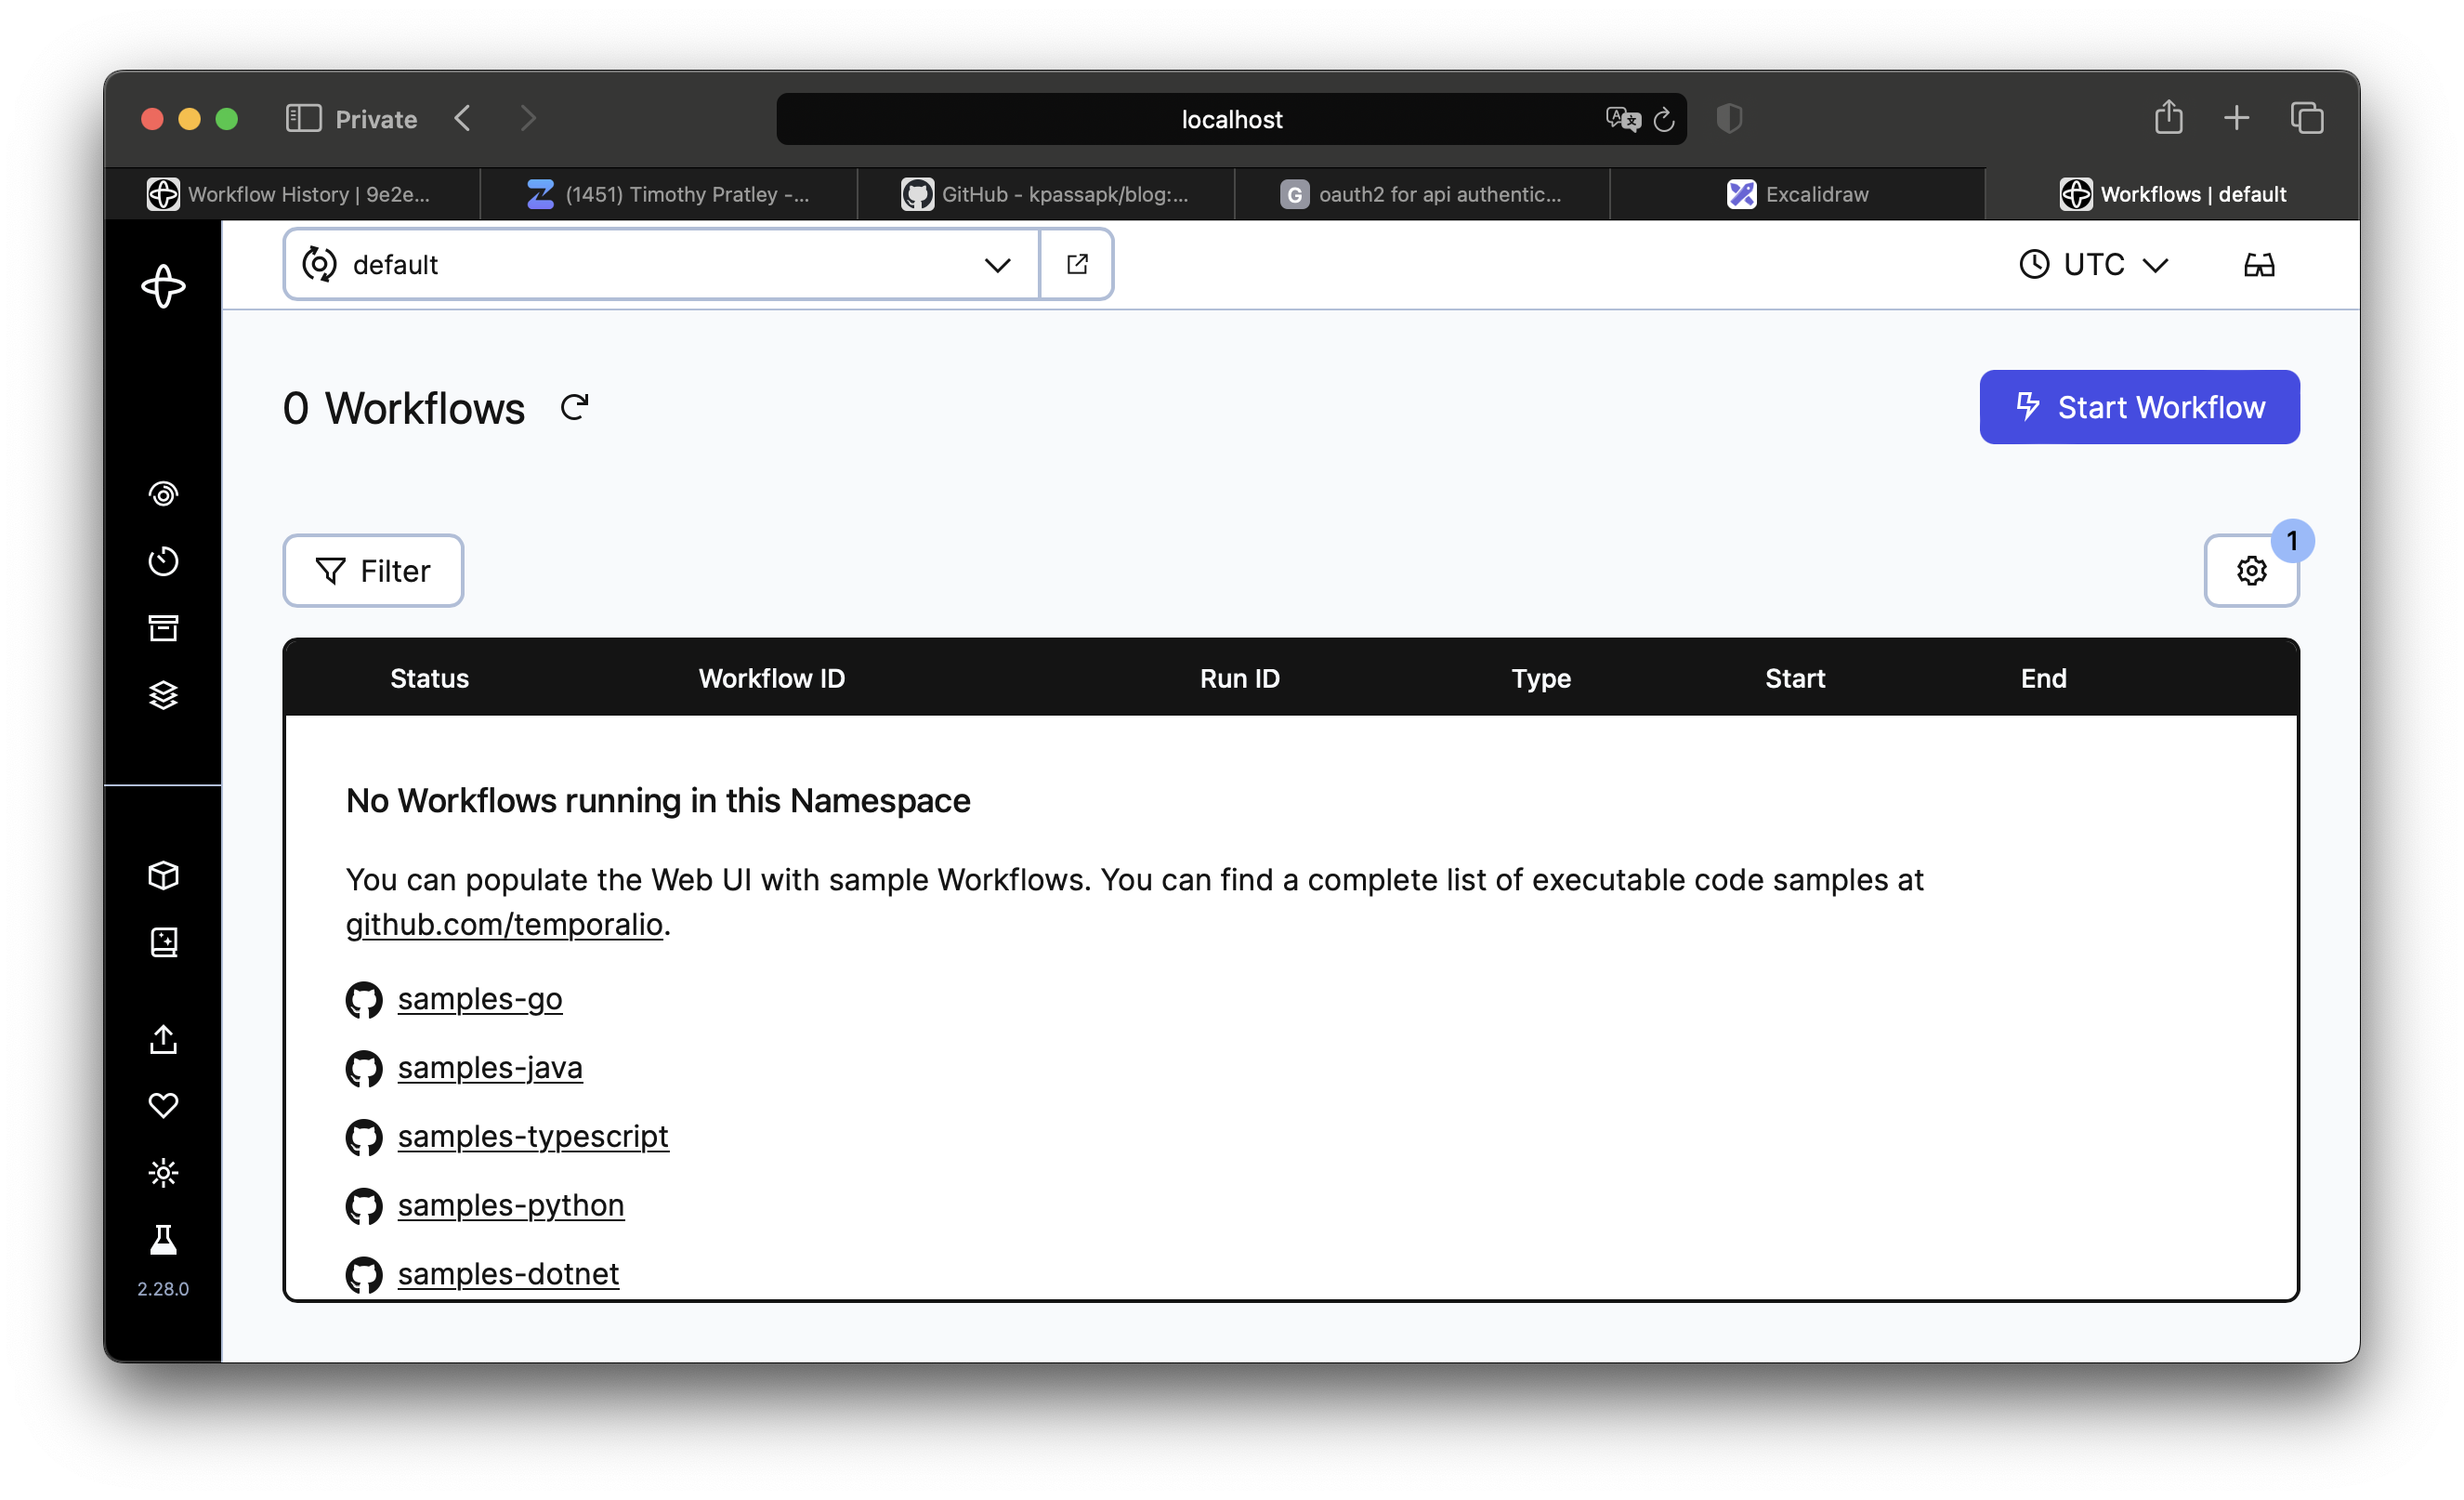 Private
localhost
Workflow History | 9e2e...
(1451) Timothy Pratley -...
GitHub - kpassapk/blog:...
G oauth2 for api authentic...
Excalidraw
Workflows | default
default
UTC
0 Workflows
Start Workflow
Filter
1
Status Workflow ID Run ID Type Start End
No Workflows running in this Namespace
You can populate the Web UI with sample Workflows. You can find a complete list of executable code samples at
github.com/temporalio.
samples-go
samples-java
samples-typescript
samples-python
samples-dotnet
2.28.0